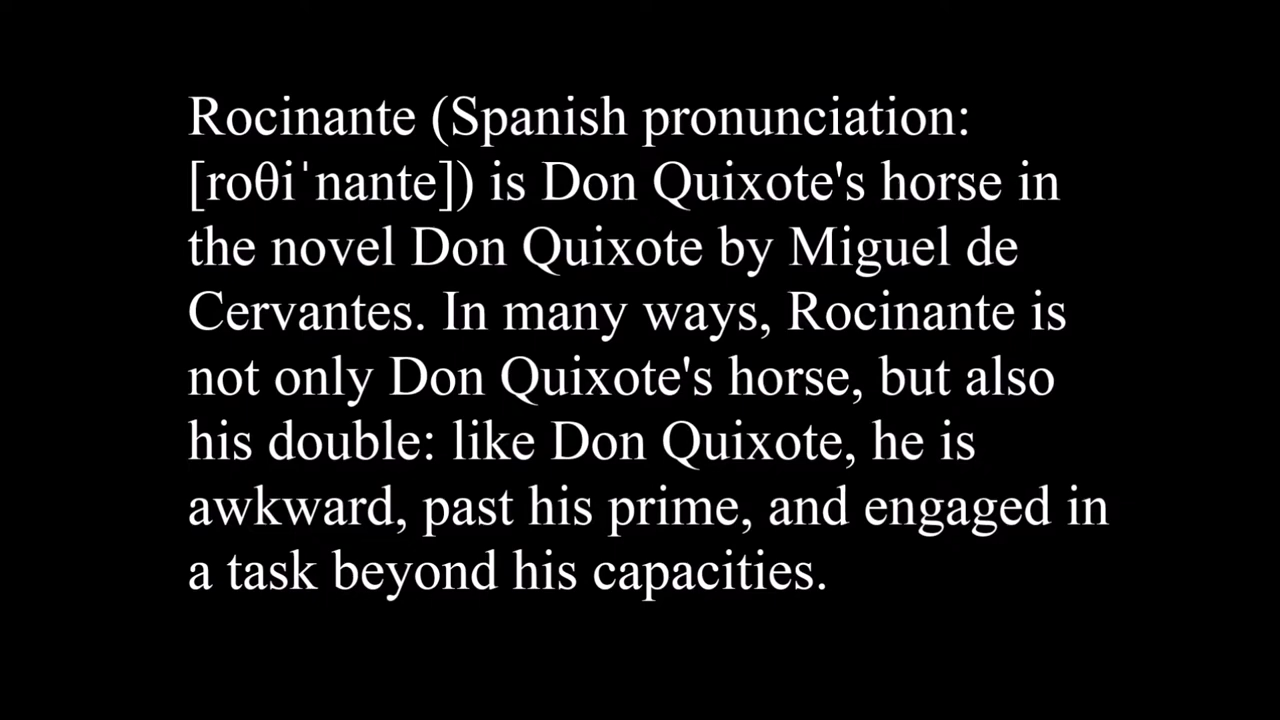 Rocinante (Spanish pronunciation:
[roθiˈnante]) is Don Quixote's horse in
the novel Don Quixote by Miguel de
Cervantes. In many ways, Rocinante is
not only Don Quixote's horse, but also
his double: like Don Quixote, he is
awkward, past his prime, and engaged in
a task beyond his capacities.